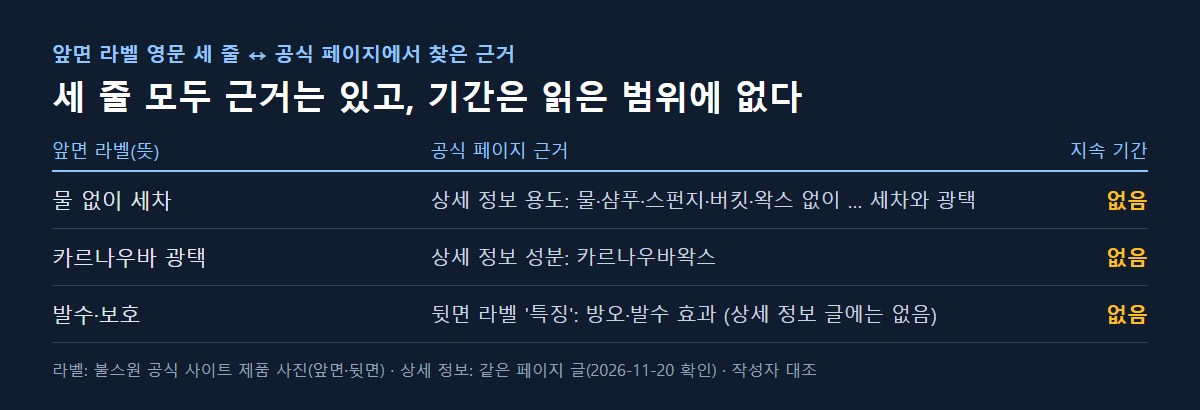 앞면 라벨 영문 세 줄 ↔ 공식 페이지에서 찾은 근거
세 줄 모두 근거는 있고, 기간은 읽은 범위에 없다
앞면 라벨(뜻) 공식 페이지 근거 지속 기간
물 없이 세차 상세 정보 용도: 물·샴푸·스펀지·버킷·왁스 없이 ... 세차와 광택 없음
카르나우바 광택 상세 정보 성분: 카르나우바왁스 없음
발수·보호 뒷면 라벨 '특징': 방오·발수 효과 (상세 정보 글에는 없음) 없음
라벨: 불스원 공식 사이트 제품 사진(앞면·뒷면) · 상세 정보: 같은 페이지 글(2026-11-20 확인) · 작성자 대조